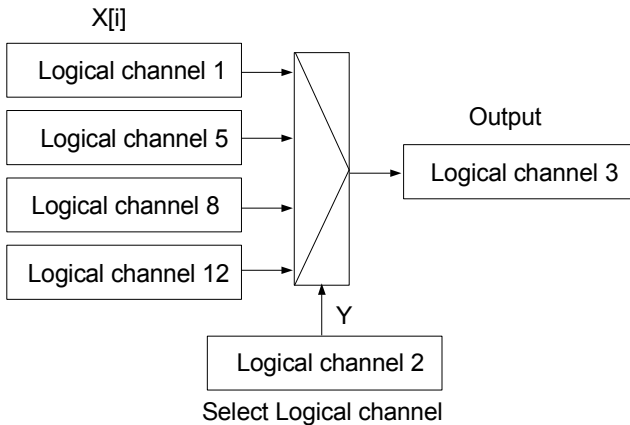 X[i]
Logical channel 1
Logical channel 5
Logical channel 8
Logical channel 12
Output
Logical channel 3
Y
Logical channel 2
Select Logical channel